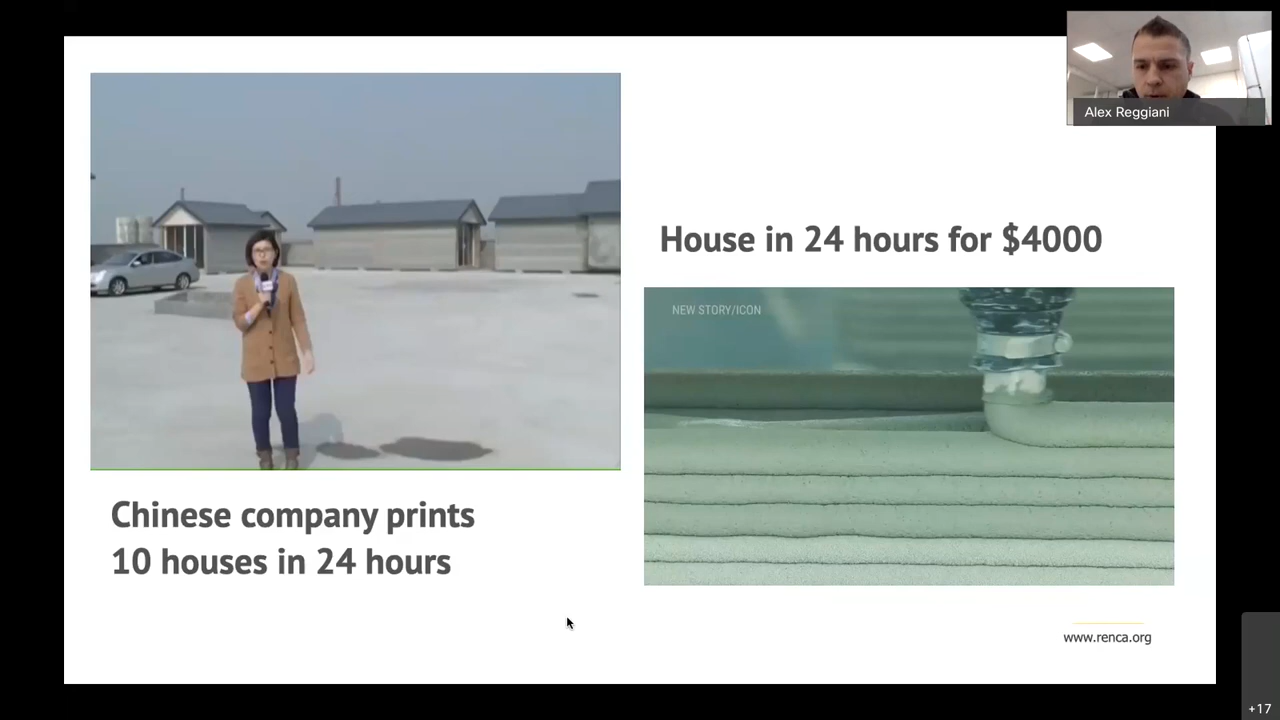 Alex Reggiani
House in 24 hours for $4000
NEW STORY/ICON
Chinese company prints
10 houses in 24 hours
www.renca.org
+17